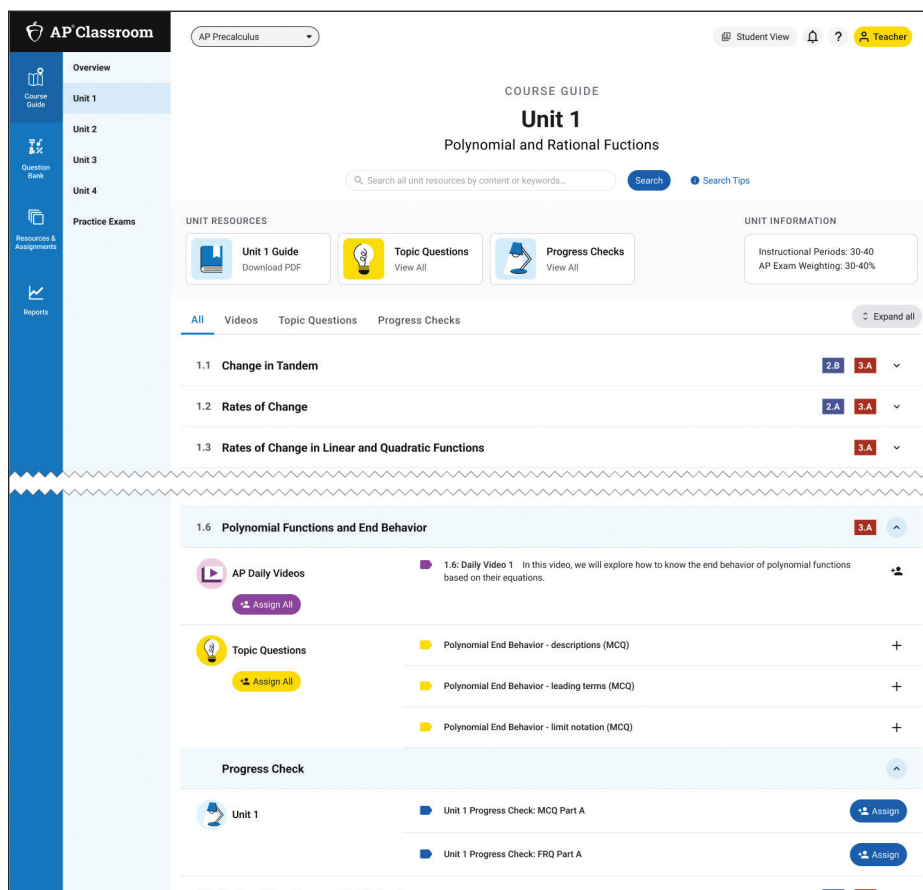 AP®Classroom
AP Precalculus
Student View
?
Teacher
Course
Guide
Question
Bank
Resources &
Assignments
Reports
Overview
Unit 1
Unit 2
Unit 3
Unit 4
Practice Exams
COURSE GUIDE
Unit 1
Polynomial and Rational Fuctions
Search all unit resources by content or keywords...
Search
Search Tips
UNIT RESOURCES
Unit 1 Guide
Download PDF
Topic Questions
View All
Progress Checks
View All
UNIT INFORMATION
Instructional Periods: 30-40
AP Exam Weighting: 30-40%
All Videos Topic Questions Progress Checks
Expand all
1.1 Change in Tandem 2.B 3.A
1.2 Rates of Change 2.A 3.A
1.3 Rates of Change in Linear and Quadratic Functions 3.A
1.6 Polynomial Functions and End Behavior 3.A
AP Daily Videos
Assign All
1.6: Daily Video 1 In this video, we will explore how to know the end behavior of polynomial functions
based on their equations.
Topic Questions
Assign All
Polynomial End Behavior - descriptions (MCQ)
Polynomial End Behavior - leading terms (MCQ)
Polynomial End Behavior - limit notation (MCQ)
Progress Check
Unit 1
Unit 1 Progress Check: MCQ Part A
Assign
Unit 1 Progress Check: FRQ Part A
Assign